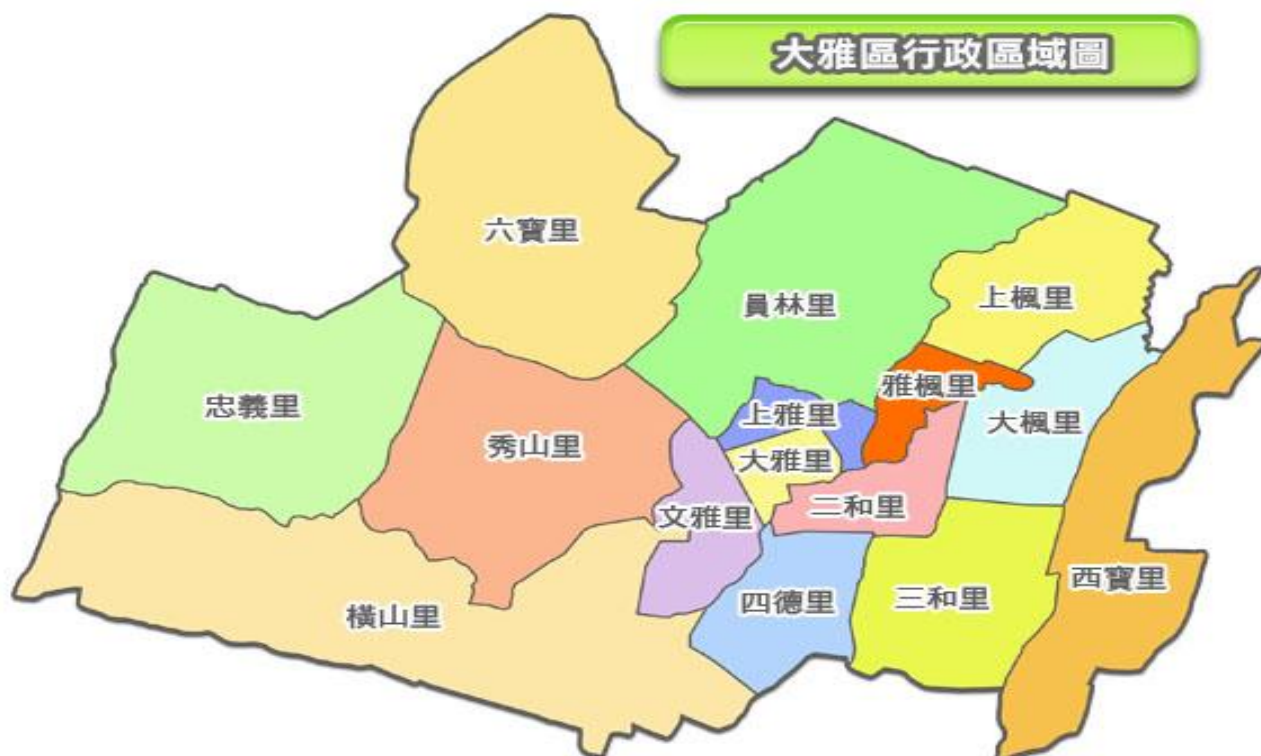 大雅區行政區域圖
六寶里
員林里
上楓里
忠義里
雅楓里
上雅里
大楓里
秀山里
大雅里
文雅里
二和里
西寶里
四德里
三和里
橫山里